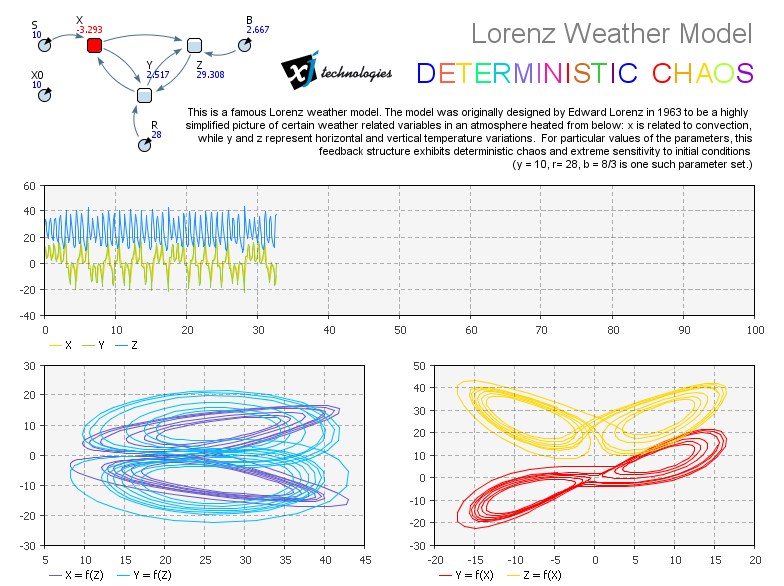 S
10
X
-3.293
B
2.667
Y
2.517
Z
29.308
X0
10
R
28
xj technologies
Lorenz Weather Model
DETERMINISTIC CHAOS
This is a famous Lorenz weather model. The model was originally designed by Edward Lorenz in 1963 to be a highly
simplified picture of certain weather related variables in an atmosphere heated from below: x is related to convection,
while y and z represent horizontal and vertical temperature variations. For particular values of the parameters, this
feedback structure exhibits deterministic chaos and extreme sensitivity to initial conditions
(y = 10, r= 28, b = 8/3 is one such parameter set.)
60
40
20
0
-20
-40
0 10 20 30 40 50 60 70 80 90 100
X Y Z
30
20
10
0
-10
-20
-30
5 10 15 20 25 30 35 40 45
X = f(Z) Y = f(Z)
50
40
30
20
10
0
-10
-20
-30
-20 -15 -10 -5 0 5 10 15 20
Y = f(X) Z = f(X)